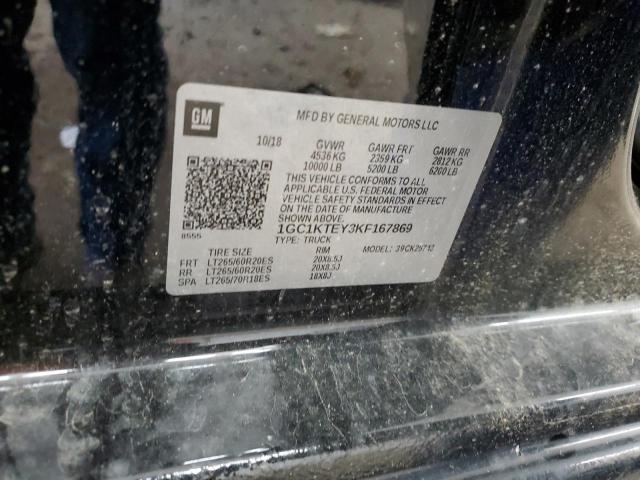 GM
MFD BY GENERAL MOTORS LLC
10/18 GVWR GAWR FRT GAWR RR
4536 KG 2359 KG 2812 KG
10000 LB 5200 LB 6200 LB
THIS VEHICLE CONFORMS TO ALL
APPLICABLE U.S. FEDERAL MOTOR
VEHICLE SAFETY STANDARDS IN EFFECT
ON THE DATE OF MANUFACTURE
SHOWN ABOVE.
8555 1GC1KTEY3KF167869
TYPE: TRUCK MODEL:
TIRE SIZE RIM
FRT LT265/60R20ES 20X8.5J
RR LT265/60R20ES 20X8.5J
SPA LT265/70R18ES 18X8J